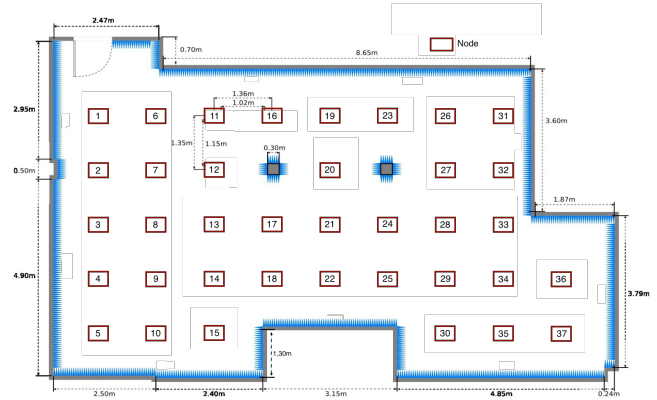 2.47m
Node
0.70m
8.65m
2.95m
1.36m
1.02m
3.60m
1 6 11 16 19 23 26 31
1.35m 1.15m 0.30m
0.50m 2 7 12 20 27 32
1.87m
3 8 13 17 21 24 28 33
4.90m 4 9 14 18 22 25 29 34 36
3.79m
5 10 15 30 35 37
1.30m
2.50m 2.40m 3.15m 4.85m 0.24m